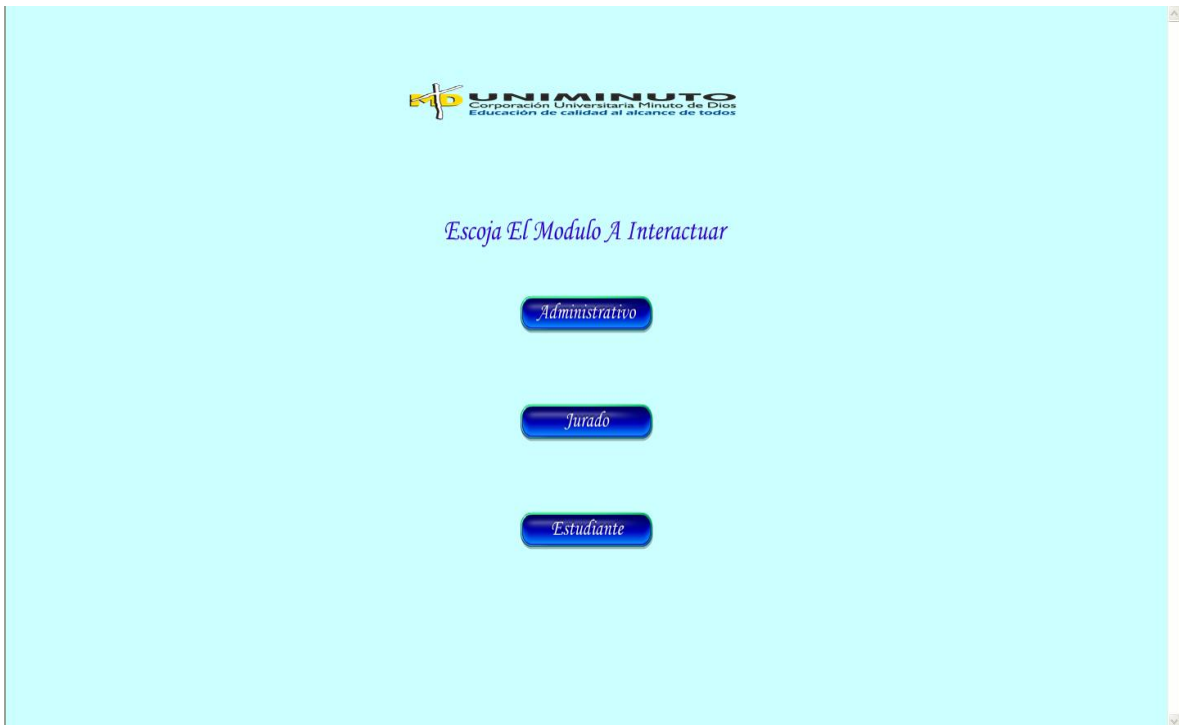 MD UNIMINUTO
Corporación Universitaria Minuto de Dios
Educación de calidad al alcance de todos
Escoja El Modulo A Interactuar
Administrativo
Jurado
Estudiante